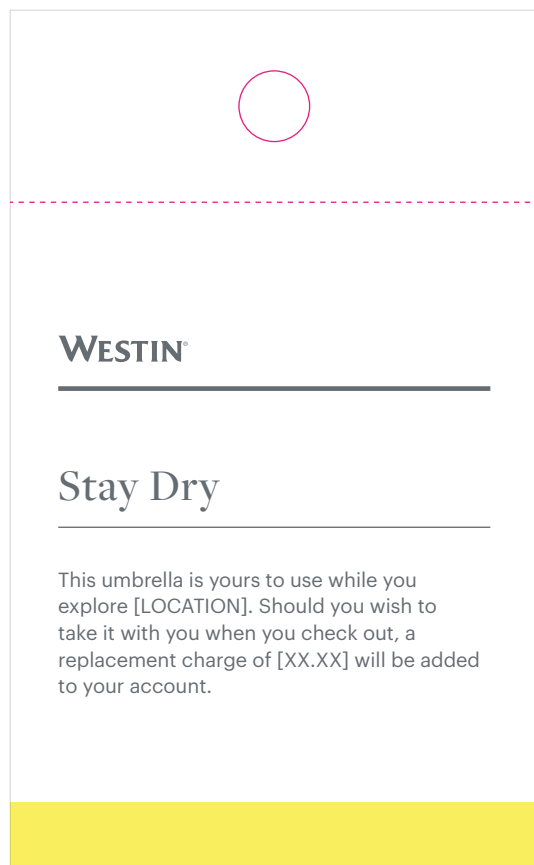 WESTIN®
Stay Dry
This umbrella is yours to use while you
explore [LOCATION]. Should you wish to
take it with you when you check out, a
replacement charge of [XX.XX] will be added
to your account.